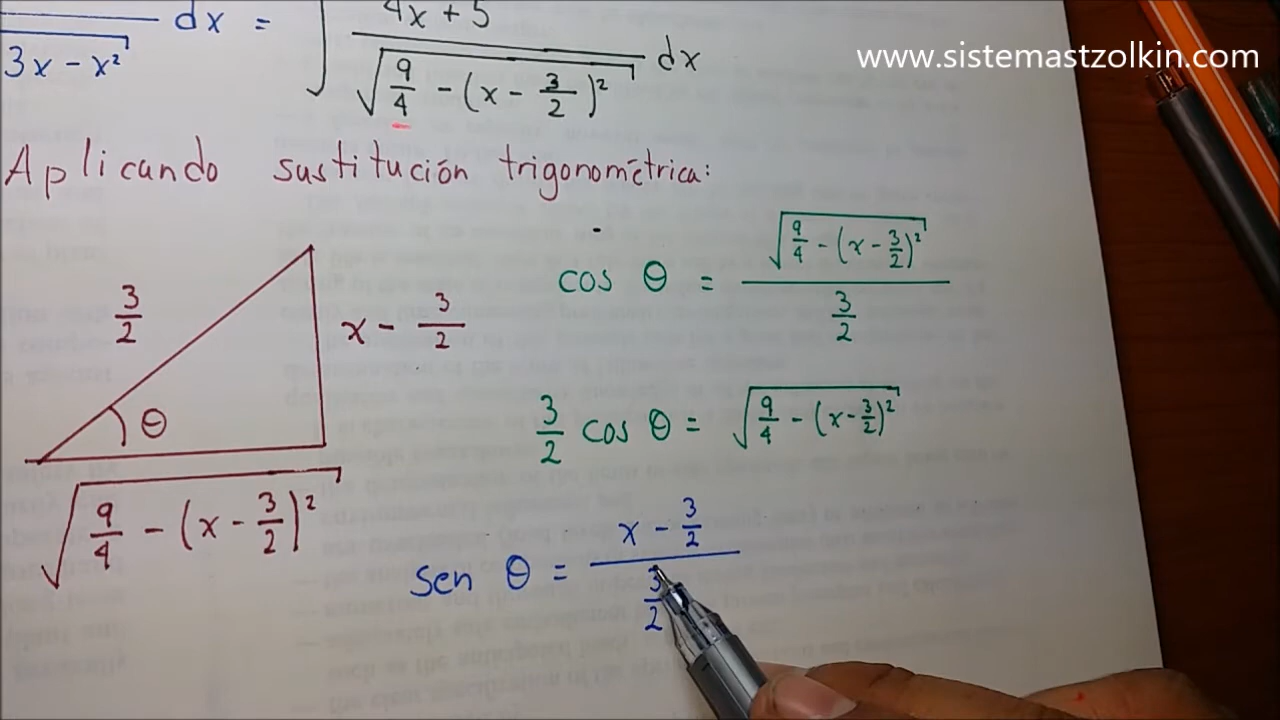 www.sistemastzolkin.com
dx = ∫ (4x + 5) / √(9/4 - (x - 3/2)²) dx
3x - x²
Aplicando sustitución trigonométrica:
cos θ = √(9/4 - (x - 3/2)²) / (3/2)
3/2
x - 3/2
θ
3/2 cos θ = √(9/4 - (x - 3/2)²)
√(9/4 - (x - 3/2)²)
sen θ = (x - 3/2) / (3/2)